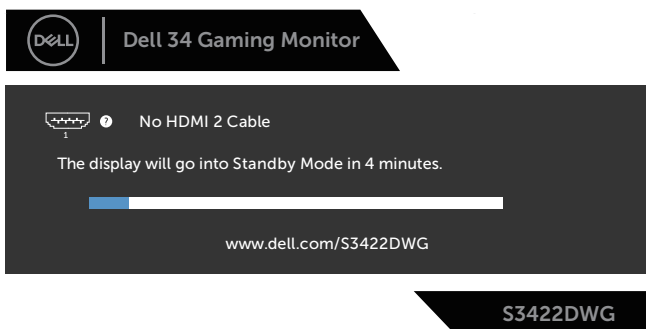 DELL
Dell 34 Gaming Monitor
? No HDMI 2 Cable
1
The display will go into Standby Mode in 4 minutes.
www.dell.com/S3422DWG
S3422DWG